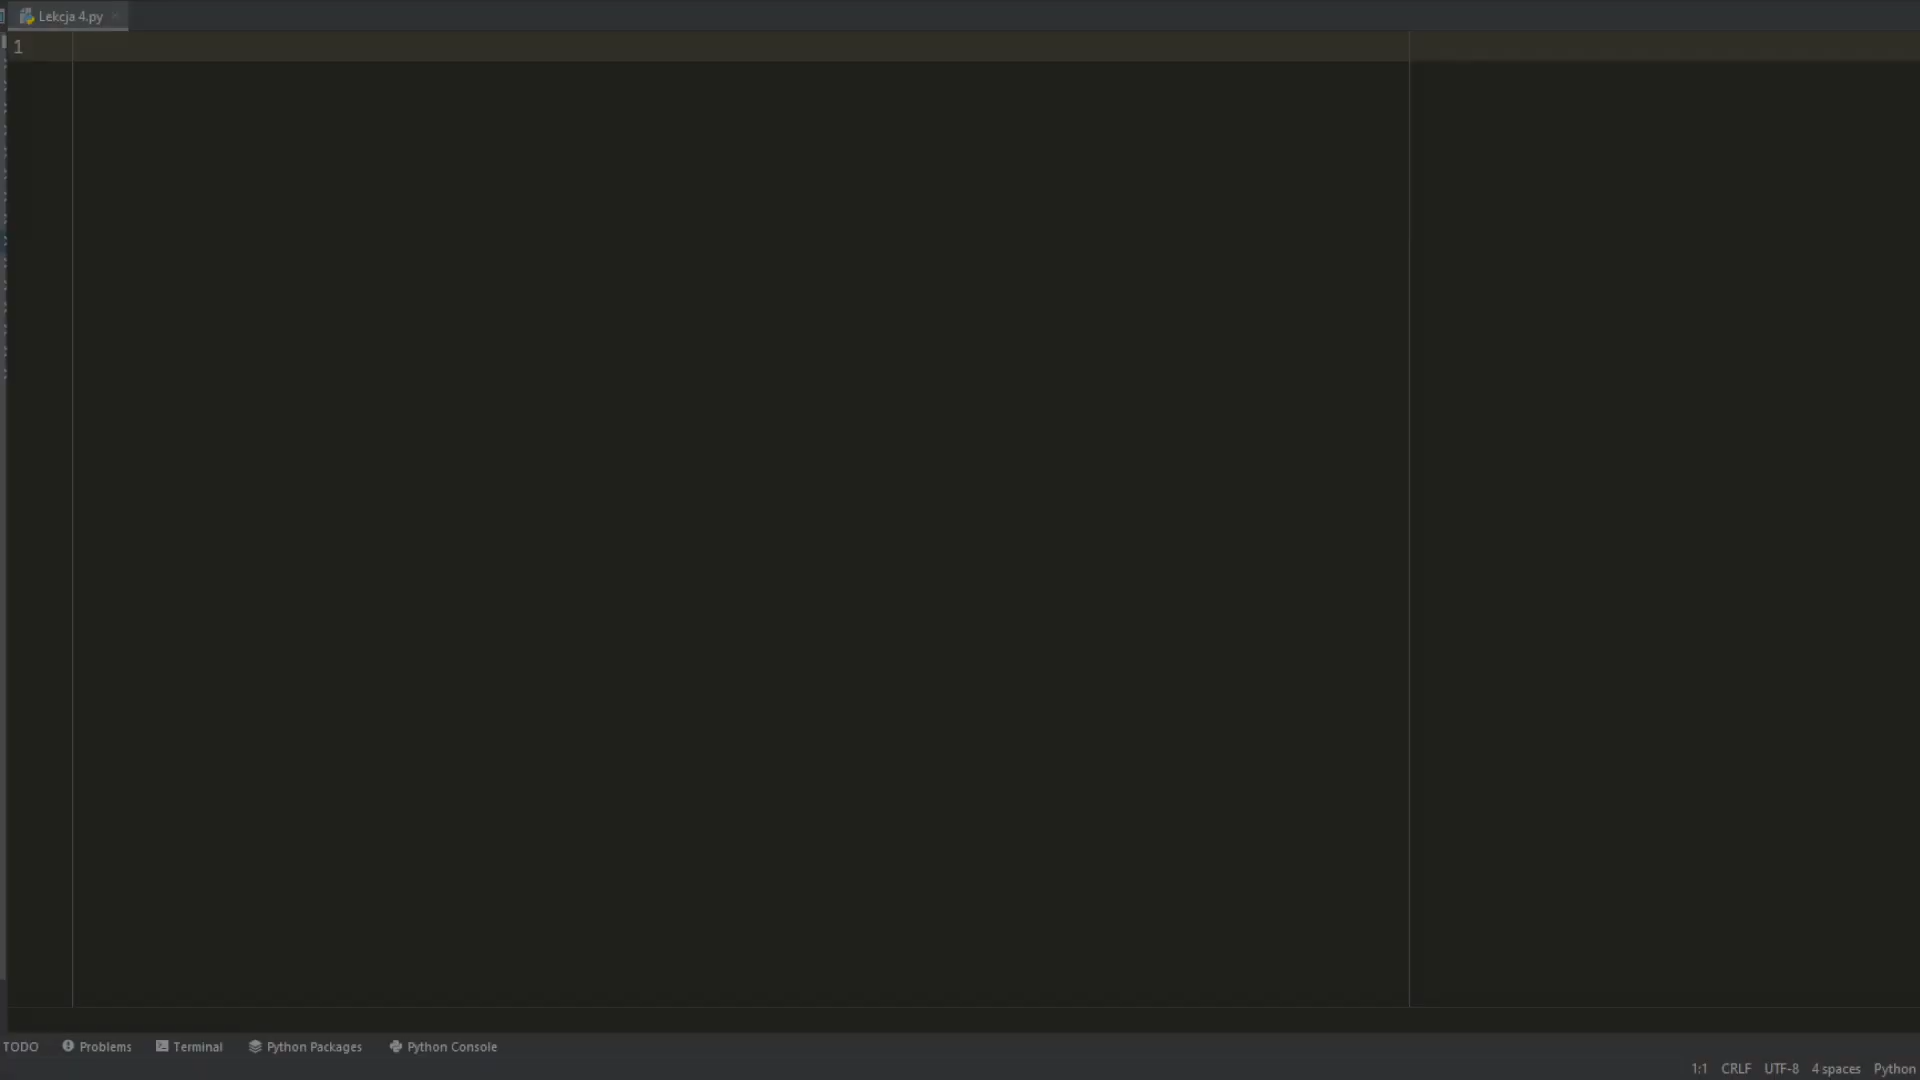 Lekcja 4.py
1
TODO Problems Terminal Python Packages Python Console
1:1 CRLF UTF-8 4 spaces Python